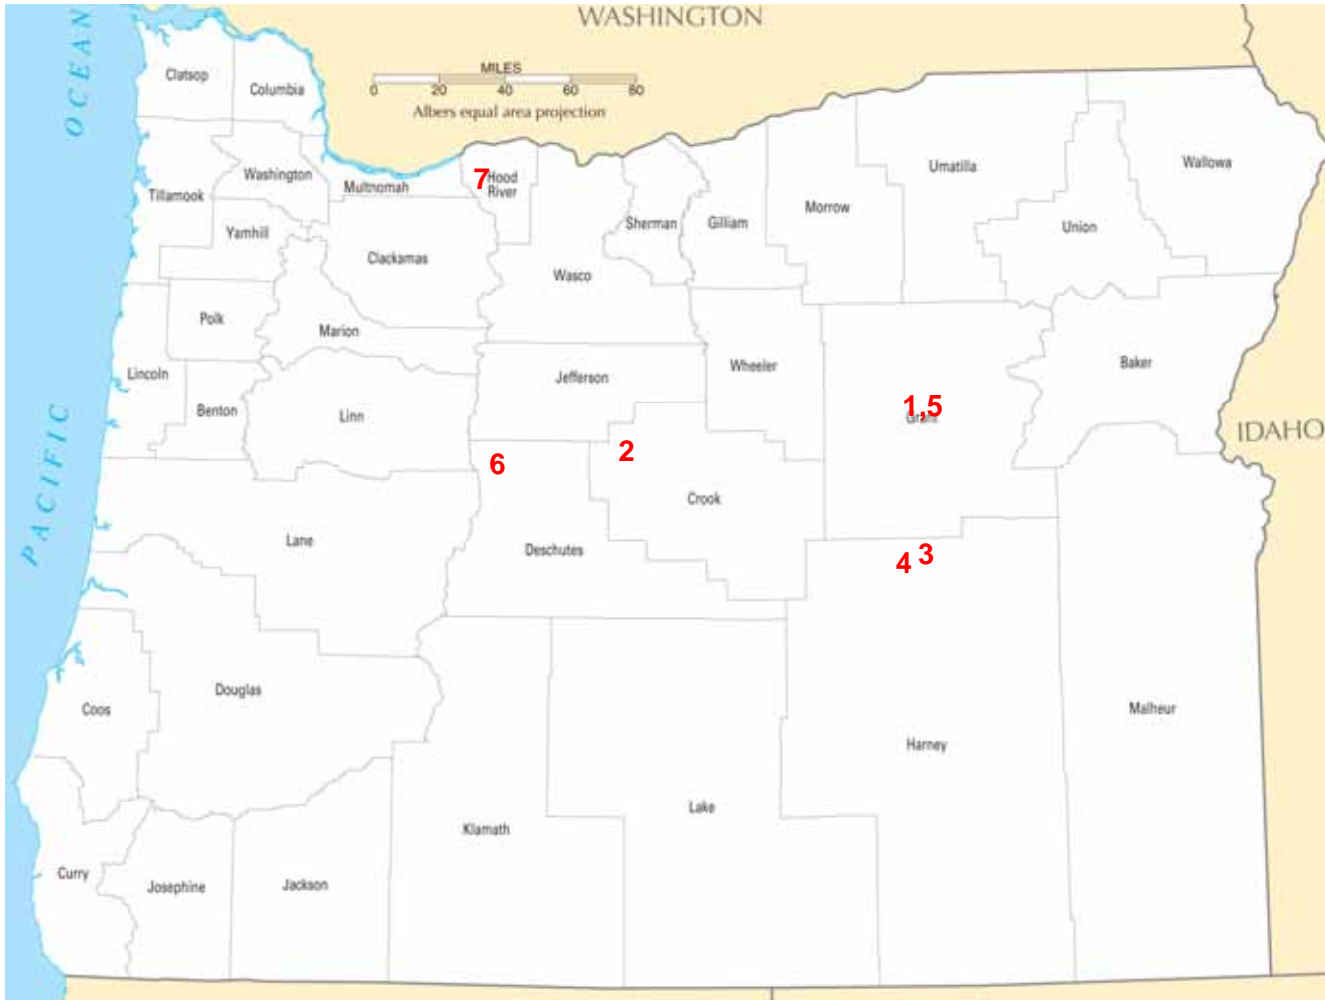 WASHINGTON
OCEAN
Clatsop
Columbia
MILES
0 20 40 60 80
Albers equal area projection
Washington
Multnomah
7
Hood
River
Tillamook
Umatilla
Wallowa
Yamhill
Clackamas
Sherman
Gilliam
Morrow
Union
Wasco
Polk
Marion
Lincoln
Jefferson
Wheeler
Baker
Benton
Linn
1,5
Grant
PACIFIC
IDAHO
6
2
Crook
Lane
Deschutes
4
3
Douglas
Coos
Malheur
Harney
Lake
Klamath
Curry
Josephine
Jackson